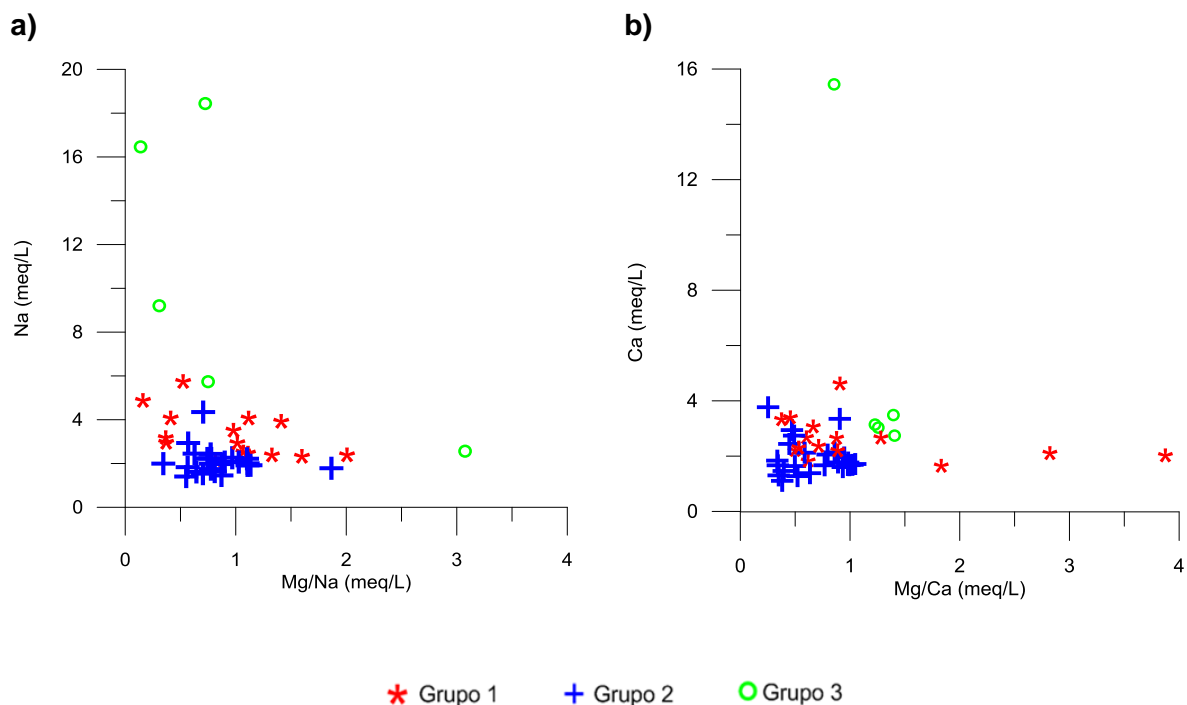 a)
20
16
12
8
4
0
Na (meq/L)
0 1 2 3 4
Mg/Na (meq/L)
b)
16
12
8
4
0
Ca (meq/L)
0 1 2 3 4
Mg/Ca (meq/L)
Grupo 1 Grupo 2 Grupo 3